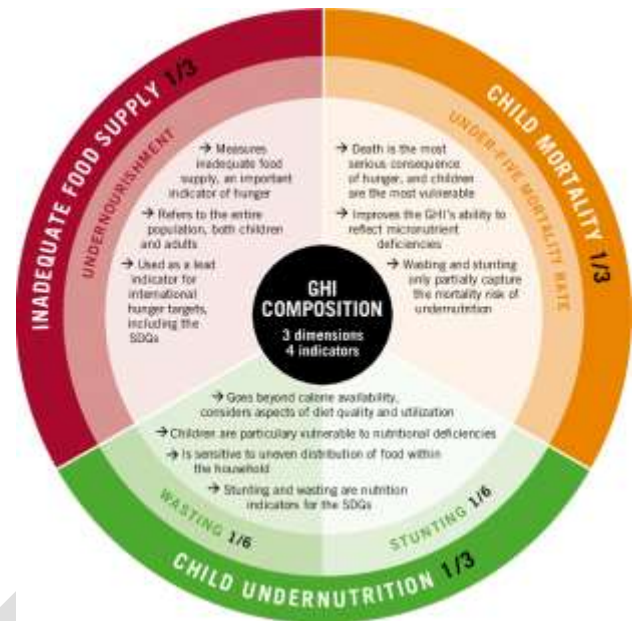 INADEQUATE FOOD SUPPLY 1/3
UNDERNOURISHMENT
→ Measures
inadequate food
supply, an important
indicator of hunger
→ Refers to the entire
population, both children
and adults
→ Used as a lead
indicator for
international
hunger targets,
including the
SDGs
CHILD MORTALITY 1/3
UNDER-FIVE MORTALITY RATE
→ Death is the most
serious consequence
of hunger, and children
are the most vulnerable
→ Improves the GHI's ability to
reflect micronutrient
deficiencies
→ Wasting and stunting
only partially capture
the mortality risk of
undernutrition
GHI
COMPOSITION
3 dimensions
4 indicators
→ Goes beyond calorie availability,
considers aspects of diet quality and utilization
→ Children are particulary vulnerable to nutritional deficiencies
→ Is sensitive to uneven distribution of food within
the household
→ Stunting and wasting are nutrition
indicators for the SDGs
WASTING 1/6
STUNTING 1/6
CHILD UNDERNUTRITION 1/3